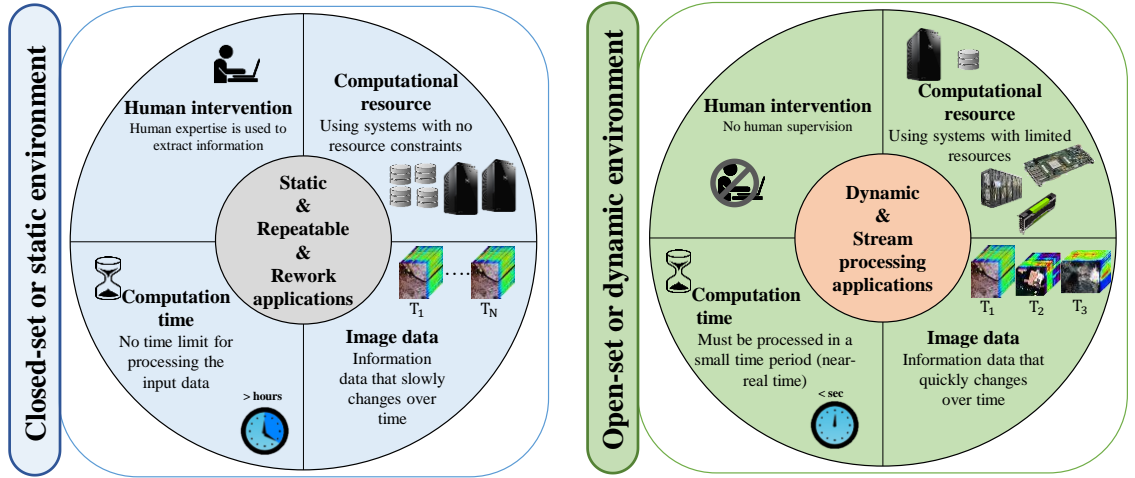 Closed-set or static environment
Human intervention
Human expertise is used to
extract information
Computational
resource
Using systems with no
resource constraints
Static
&
Repeatable
&
Rework
applications
Computation
time
No time limit for
processing the
input data
> hours
T1
....
TN
Image data
Information
data that slowly
changes over
time
Open-set or dynamic environment
Human intervention
No human supervision
Computational
resource
Using systems with limited
resources
Dynamic
&
Stream
processing
applications
Computation
time
Must be processed in a
small time period (near-
real time)
< sec
T1
T2
T3
Image data
Information data that
quickly changes
over time